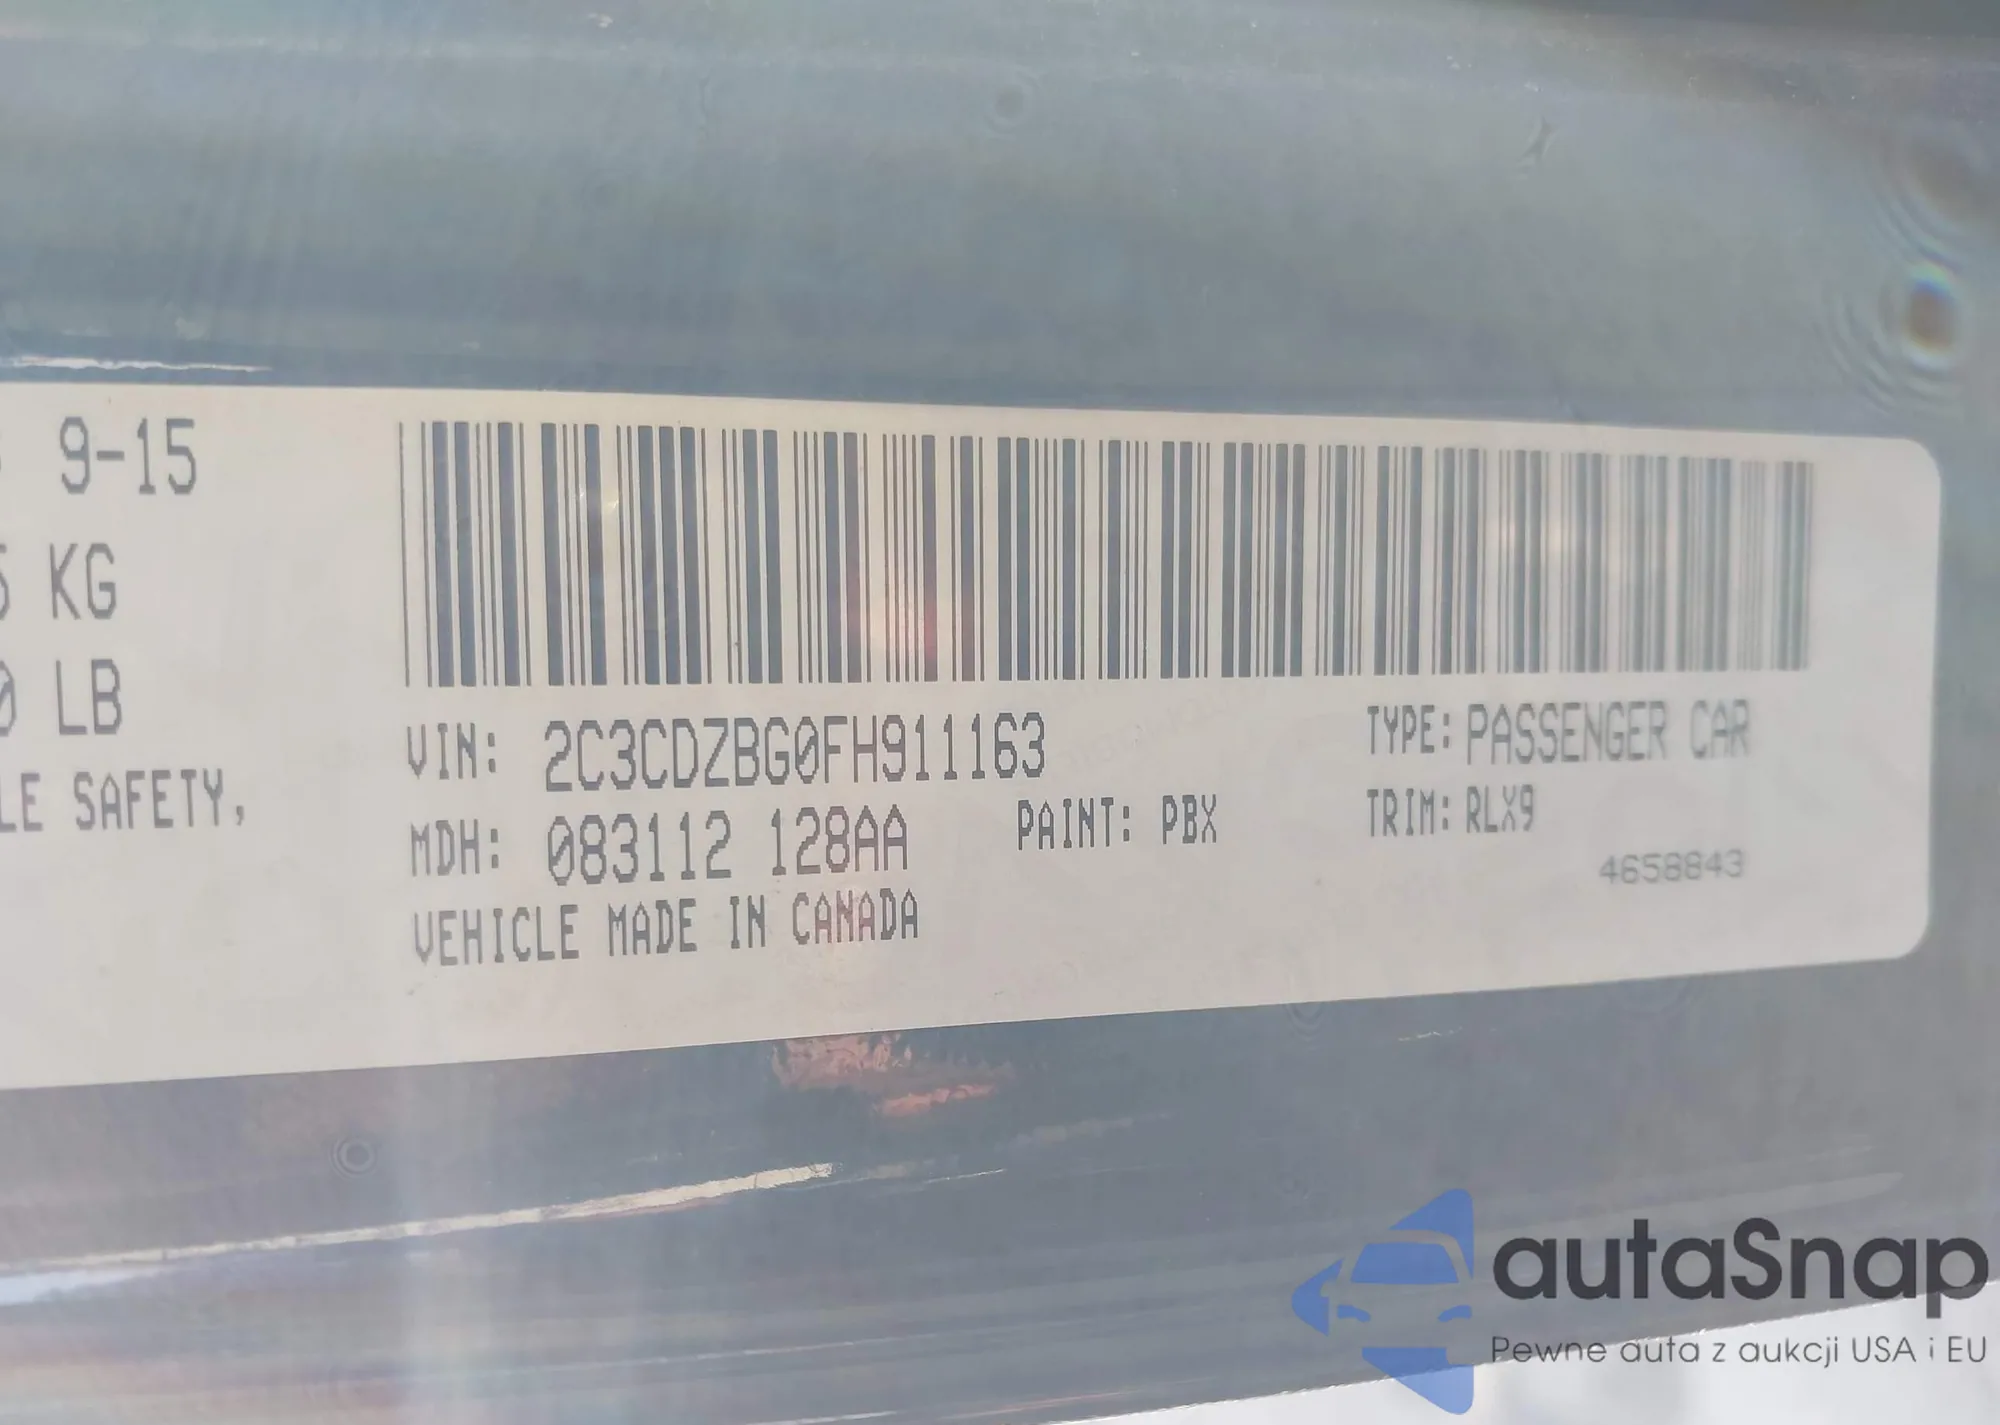 9-15
KG
LB
LE SAFETY,
VIN: 2C3CDZBG0FH911163
TYPE: PASSENGER CAR
MDH: 083112 128AA
PAINT: PBX
TRIM: RLX9
4658843
VEHICLE MADE IN CANADA
autaSnap
Pewne auta z aukcji USA i EU